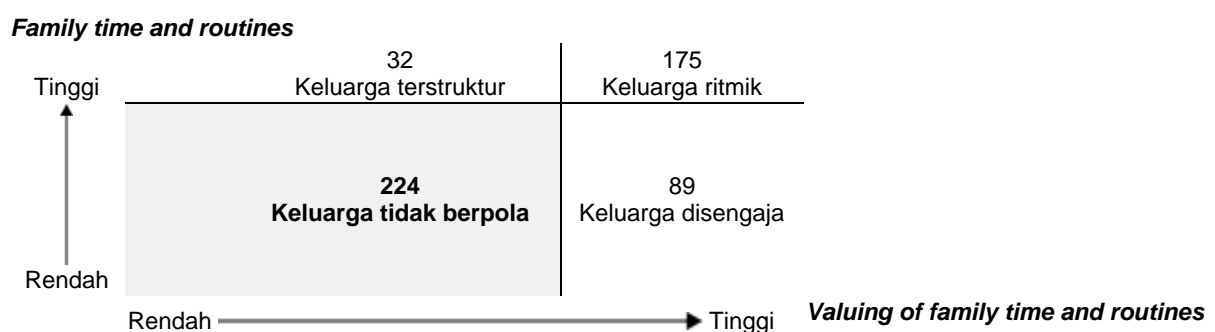 Family time and routines
32
175
Tinggi
Keluarga terstruktur
Keluarga ritmik
224
89
Keluarga tidak berpola
Keluarga disengaja
Rendah
Rendah
Tinggi
Valuing of family time and routines